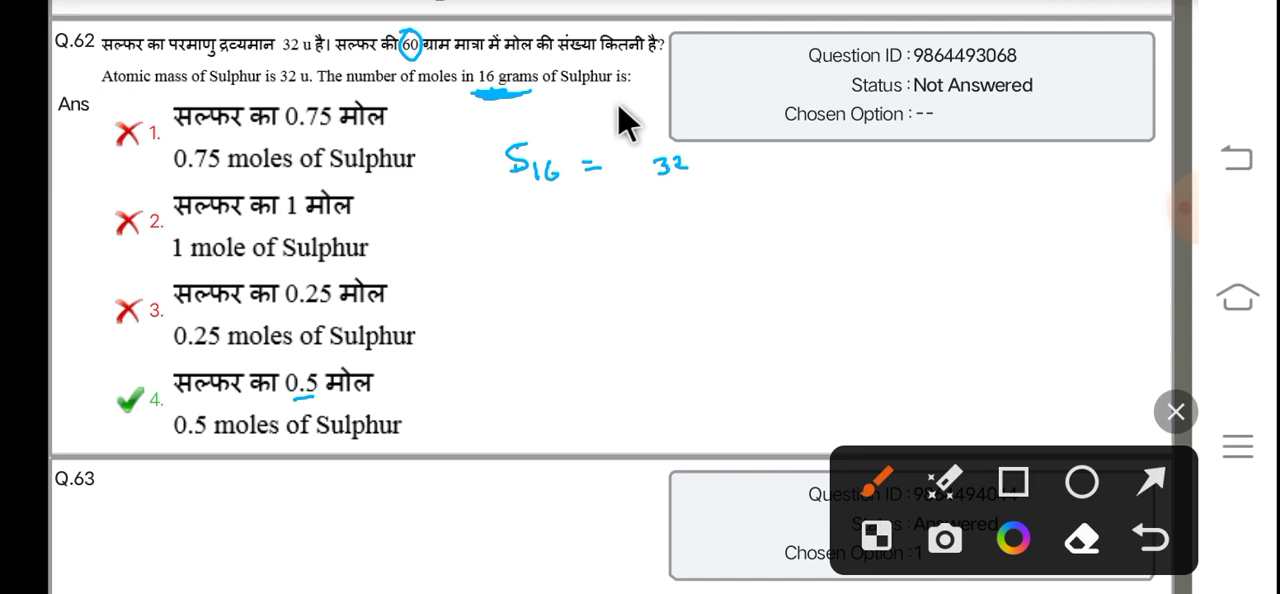 Q.62 सल्फर का परमाणु द्रव्यमान 32 u है। सल्फर की 60 ग्राम मात्रा में मोल की संख्या कितनी है?
Atomic mass of Sulphur is 32 u. The number of moles in 16 grams of Sulphur is:
Question ID : 9864493068
Status : Not Answered
Chosen Option : --
Ans
1. सल्फर का 0.75 मोल
0.75 moles of Sulphur
S16 = 32
2. सल्फर का 1 मोल
1 mole of Sulphur
3. सल्फर का 0.25 मोल
0.25 moles of Sulphur
4. सल्फर का 0.5 मोल
0.5 moles of Sulphur
Q.63
Question ID :
Status : Answered
Chosen Option : 1